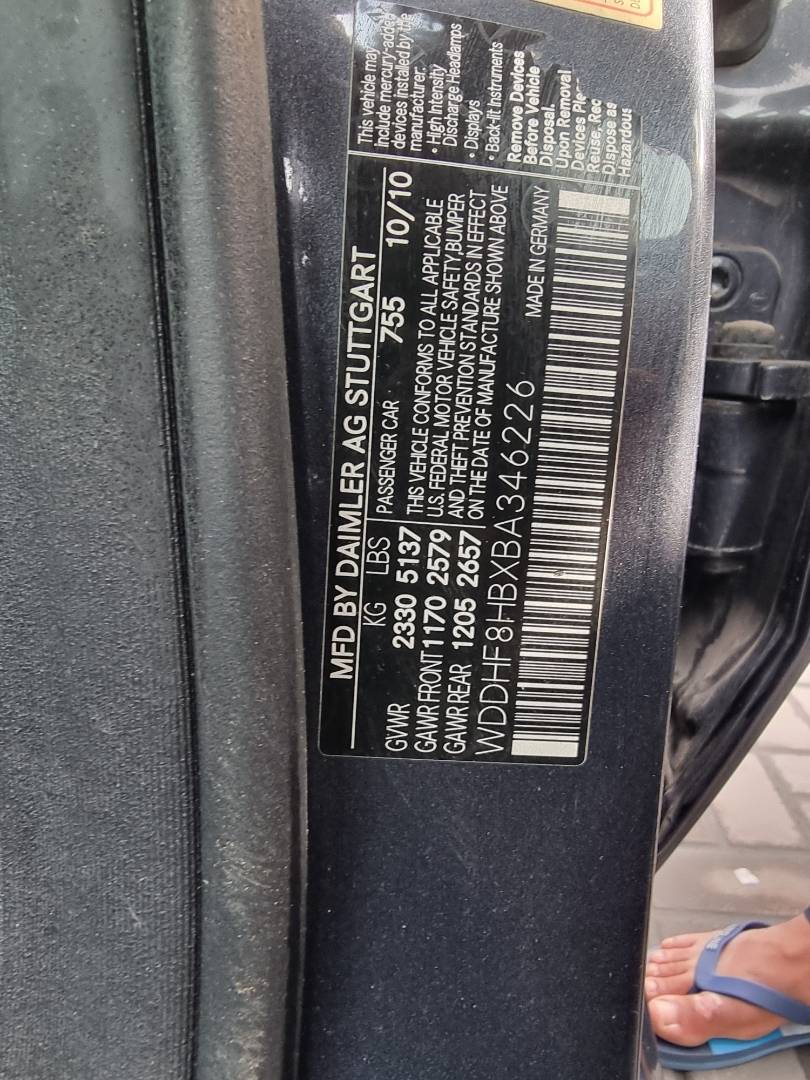 MFD BY DAIMLER AG STUTTGART
KG LBS
GVWR 2330 5137
GAWR FRONT 1170 2579
GAWR REAR 1205 2657
PASSENGER CAR 755 10/10
THIS VEHICLE CONFORMS TO ALL APPLICABLE
U.S. FEDERAL MOTOR VEHICLE SAFETY BUMPER
AND THEFT PREVENTION STANDARDS IN EFFECT
ON THE DATE OF MANUFACTURE SHOWN ABOVE
WDDHF8HBXBA346226
MADE IN GERMANY
This vehicle may
include mercury-added
devices installed by the
manufacturer:
• High Intensity
Discharge Headlamps
• Displays
• Back-lit Instruments
Remove Devices
Before Vehicle
Disposal.
Upon Removal
Devices
Reuse,
Dispose as
Hazardous